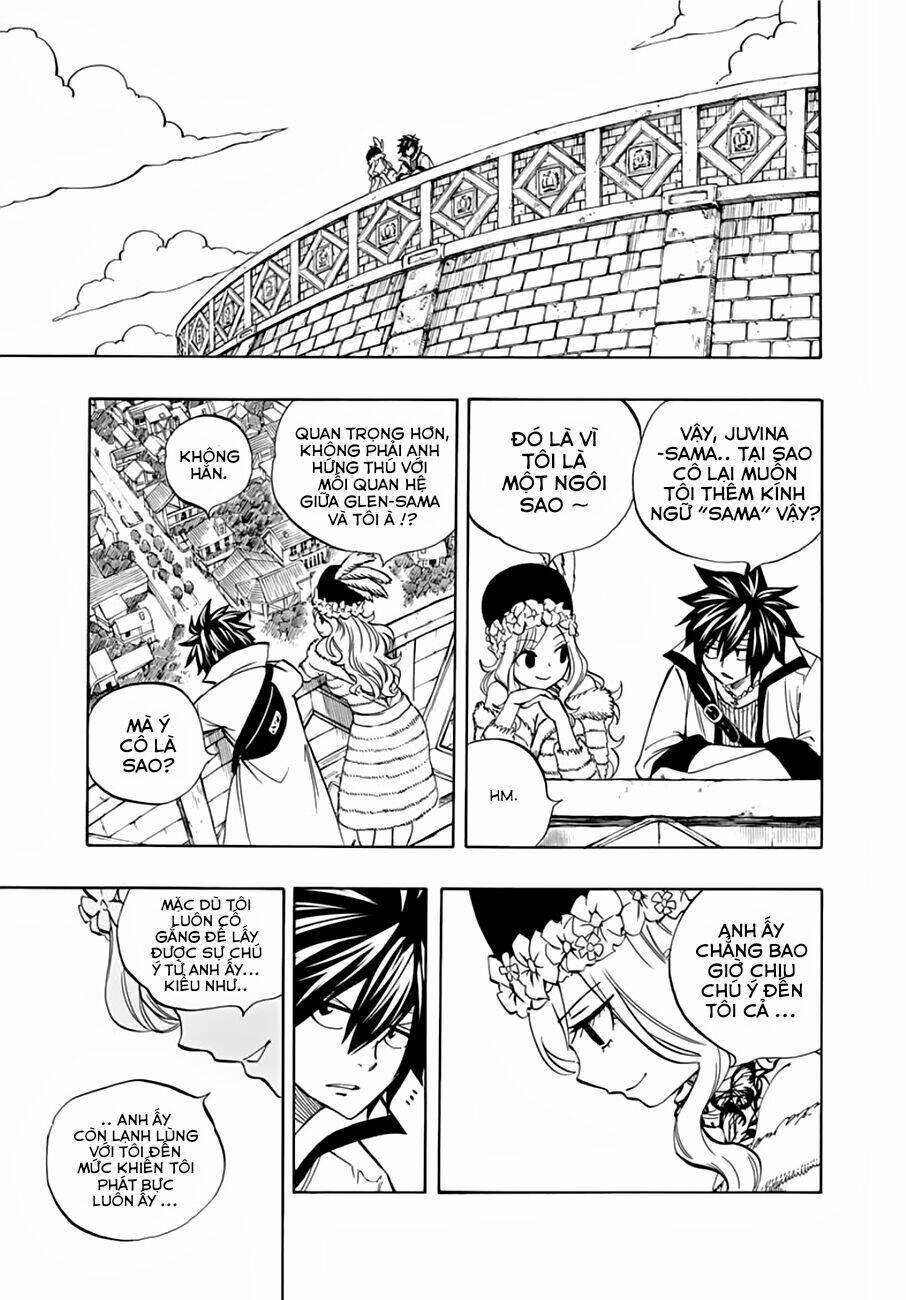 VẬY, JUVINA
-SAMA.. TẠI SAO
CÔ LẠI MUỐN
TÔI THÊM KÍNH
NGỮ "SAMA" VẬY?
ĐÓ LÀ VÌ
TÔI LÀ
MỘT NGÔI
SAO ~
HM.
QUAN TRỌNG HƠN,
KHÔNG PHẢI ANH
HỨNG THÚ VỚI
MỐI QUAN HỆ
GIỮA GLEN-SAMA
VÀ TÔI À !?
KHÔNG
HẲN.
MÀ Ý
CÔ LÀ
SAO?
ANH ẤY
CHẲNG BAO
GIỜ CHỊU
CHÚ Ý ĐẾN
TÔI CẢ ...
MẶC DÙ TÔI
LUÔN CỐ
GẮNG ĐỂ LẤY
ĐƯỢC SỰ CHÚ
Ý TỪ ANH ẤY...
KIỂU NHƯ..
.. ANH ẤY
CÒN LẠNH LÙNG
VỚI TÔI ĐẾN
MỨC KHIẾN TÔI
PHÁT BỰC
LUÔN ẤY ...